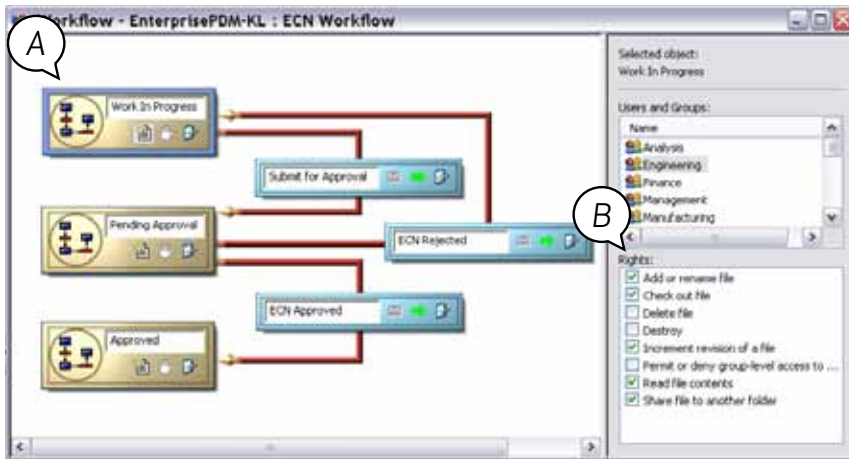 Workflow - EnterprisePDM-KL : ECN Workflow
A
Work In Progress
Submit for Approval
Pending Approval
ECN Rejected
ECN Approved
Approved
Selected object:
Work In Progress
Users and Groups:
Name
Analysis
Engineering
Finance
Management
Manufacturing
B
Rights:
Add or rename file
Check out file
Delete file
Destroy
Increment revision of a file
Permit or deny group-level access to ...
Read file contents
Share file to another folder